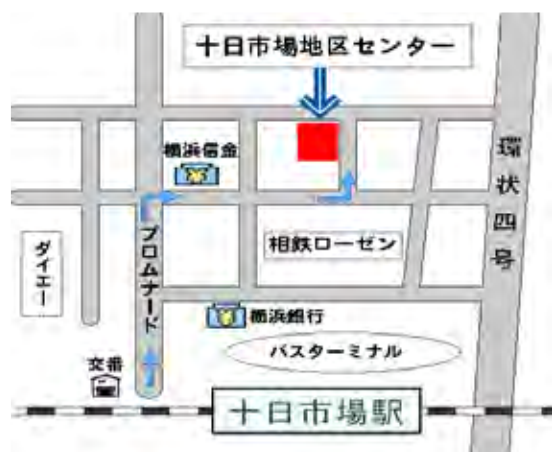 十日市場地区センター
横浜信金
環状四号
プロムナード
相鉄ローゼン
ダイエー
横浜銀行
バスターミナル
交番
十日市場駅